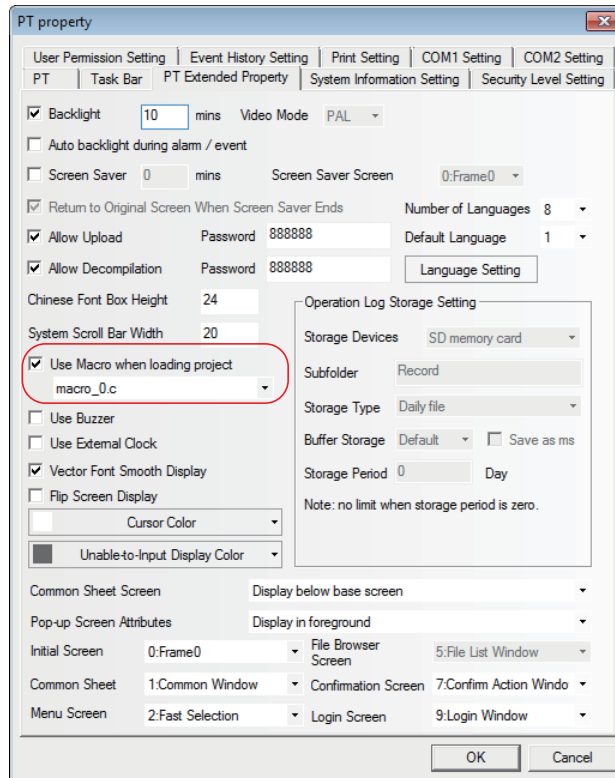 PT property
User Permission Setting Event History Setting Print Setting COM1 Setting COM2 Setting
PT Task Bar PT Extended Property System Information Setting Security Level Setting
Backlight 10 mins Video Mode PAL
Auto backlight during alarm / event
Screen Saver 0 mins Screen Saver Screen 0:Frame0
Return to Original Screen When Screen Saver Ends Number of Languages 8
Allow Upload Password 888888 Default Language 1
Allow Decompilation Password 888888 Language Setting
Chinese Font Box Height 24
Operation Log Storage Setting
System Scroll Bar Width 20
Storage Devices SD memory card
Use Macro when loading project
Subfolder Record
macro_0.c
Storage Type Daily file
Use Buzzer
Buffer Storage Default Save as ms
Use External Clock
Vector Font Smooth Display
Storage Period 0 Day
Flip Screen Display
Note: no limit when storage period is zero.
Cursor Color
Unable-to-Input Display Color
Common Sheet Screen Display below base screen
Pop-up Screen Attributes Display in foreground
Initial Screen 0:Frame0 File Browser Screen 5:File List Window
Common Sheet 1:Common Window Confirmation Screen 7:Confirm Action Windo
Menu Screen 2:Fast Selection Login Screen 9:Login Window
OK Cancel